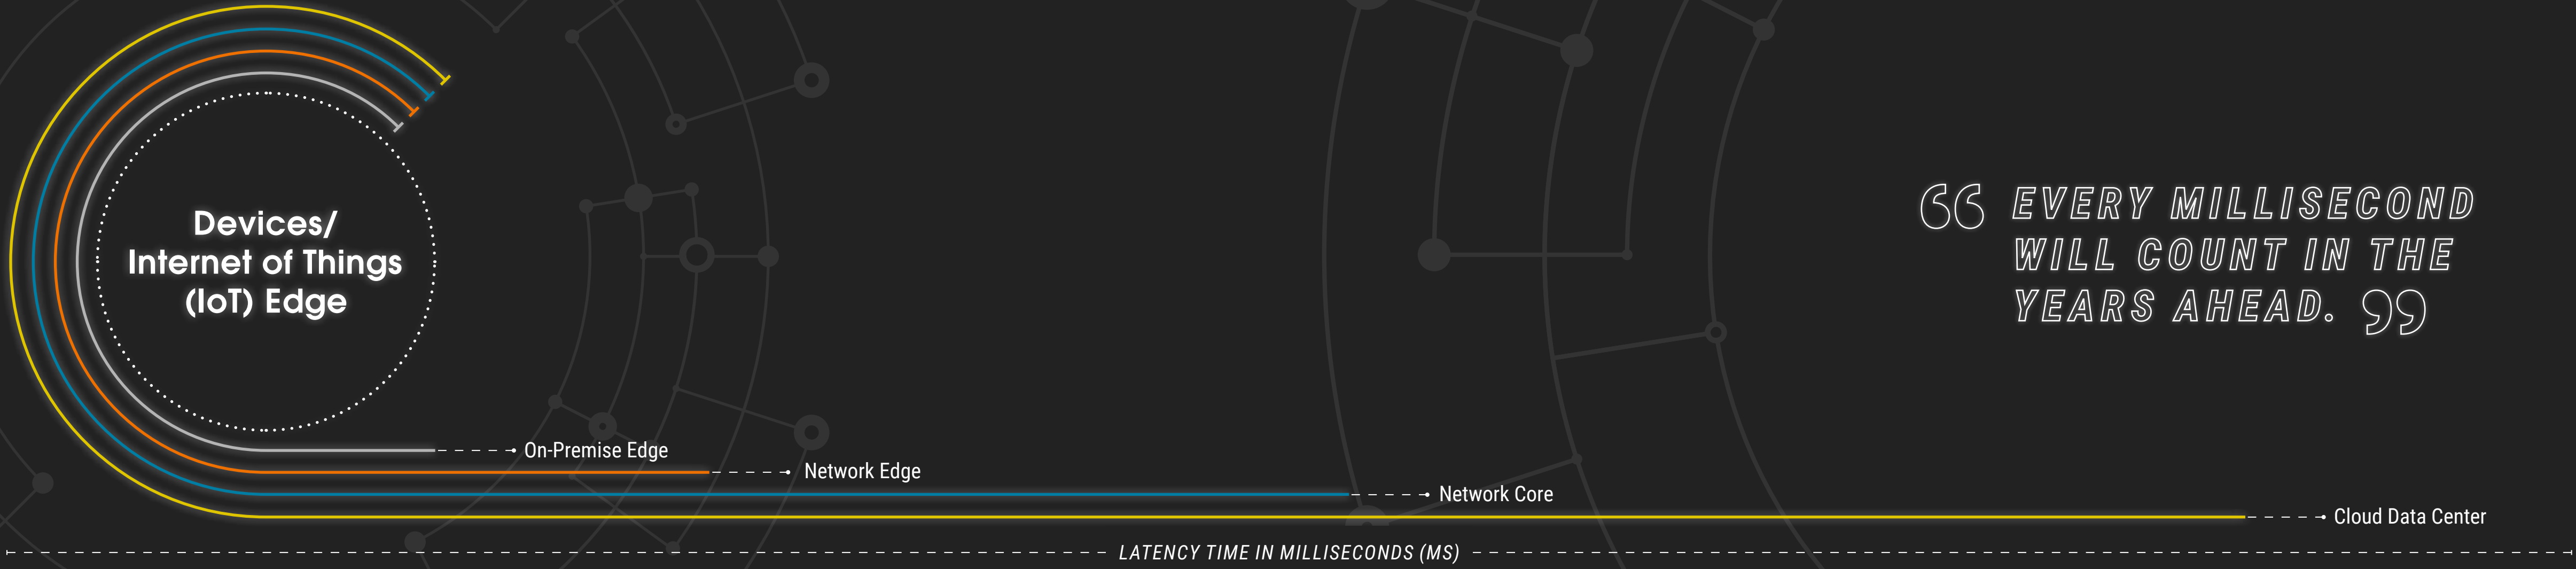 Devices/
Internet of Things
(IoT) Edge
“ EVERY MILLISECOND
WILL COUNT IN THE
YEARS AHEAD. ”
On-Premise Edge
Network Edge
Network Core
Cloud Data Center
LATENCY TIME IN MILLISECONDS (MS)